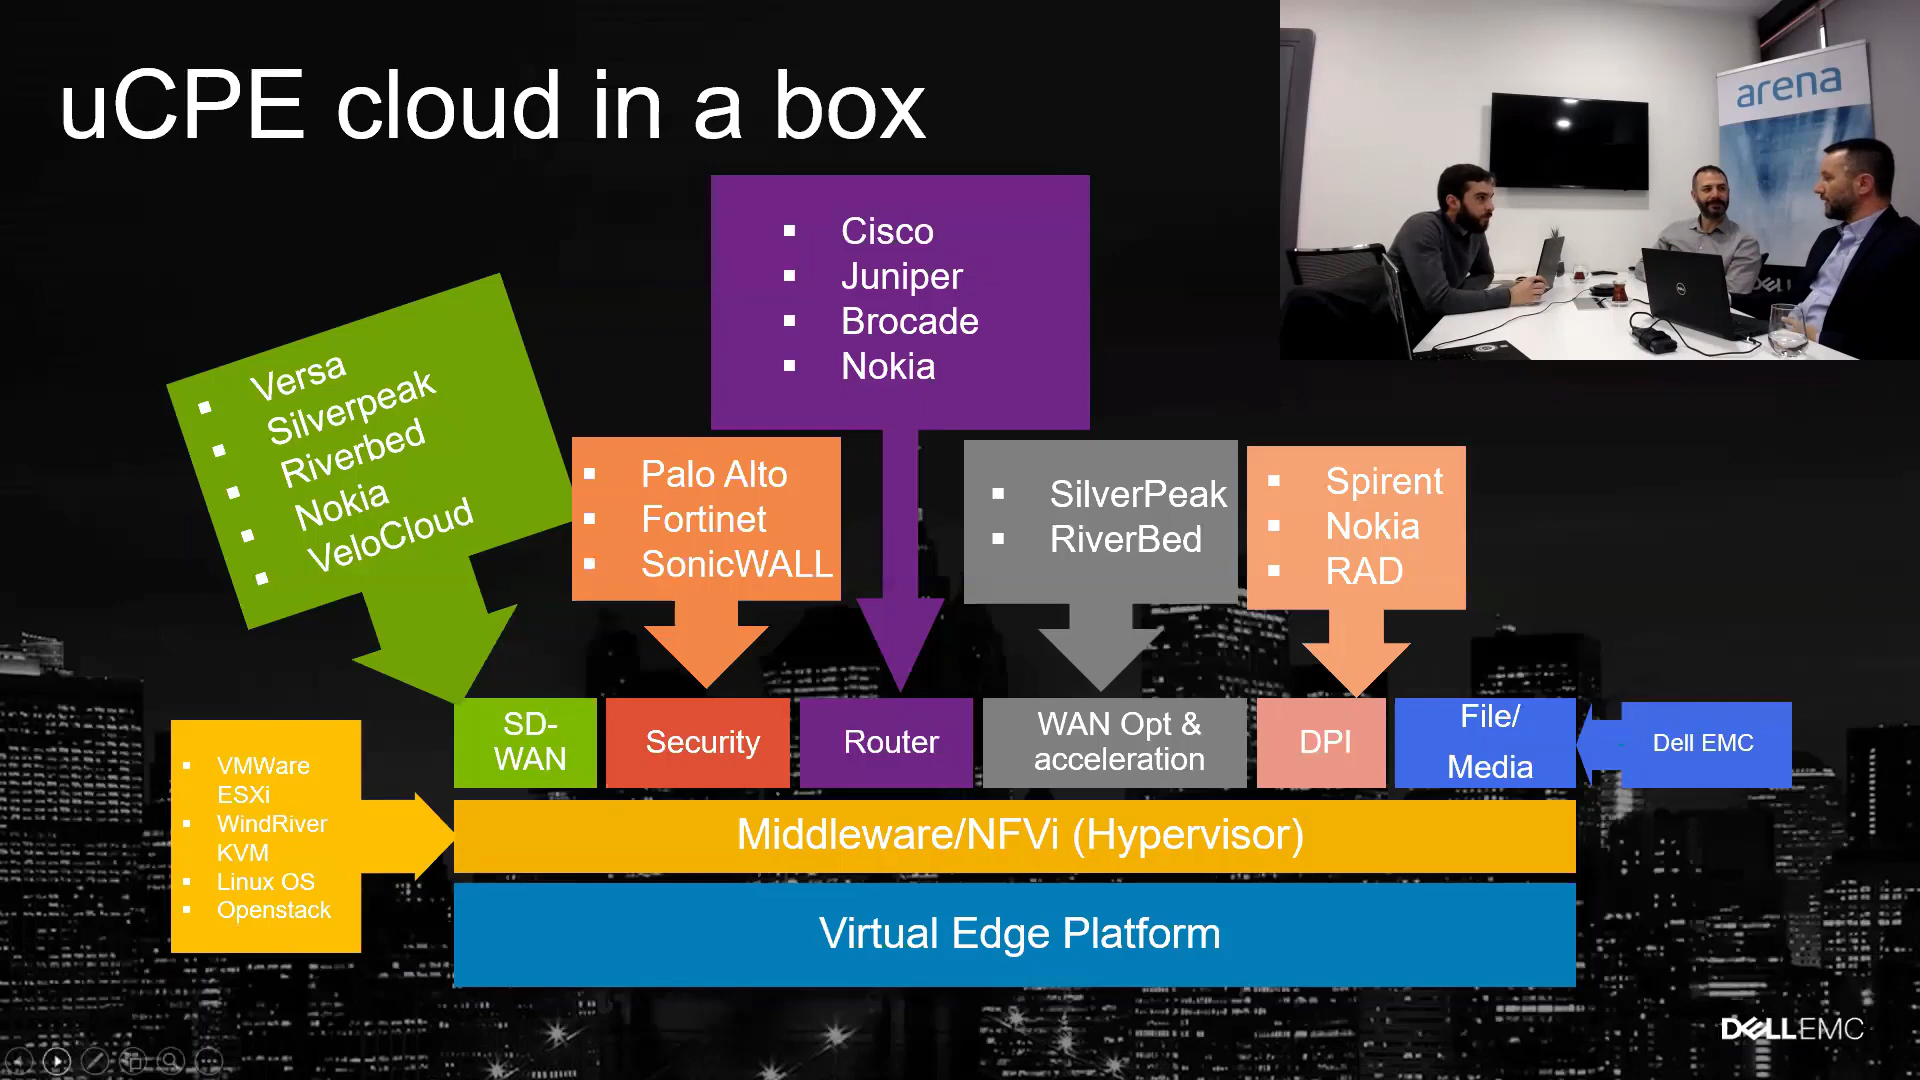 uCPE cloud in a box
arena
Cisco
Juniper
Brocade
Nokia
Versa
Silverpeak
Riverbed
Nokia
VeloCloud
Palo Alto
Fortinet
SonicWALL
SilverPeak
RiverBed
Spirent
Nokia
RAD
SD-
WAN
Security
Router
WAN Opt &
acceleration
DPI
File/
Media
Dell EMC
VMWare
ESXi
WindRiver
KVM
Linux OS
Openstack
Middleware/NFVi (Hypervisor)
Virtual Edge Platform
DELLEMC